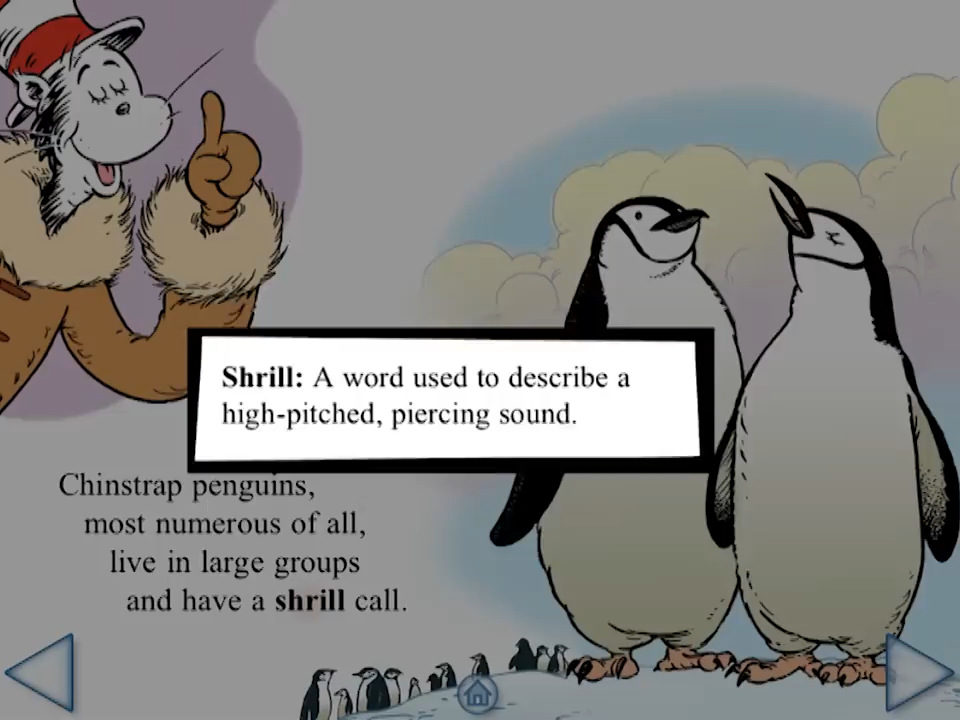 Shrill: A word used to describe a
high-pitched, piercing sound.
Chinstrap penguins,
most numerous of all,
live in large groups
and have a shrill call.